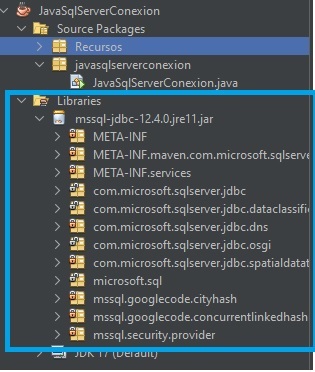 JavaSqlServerConexion
Source Packages
Recursos
javasqlserverconexion
JavaSqlServerConexion.java
Libraries
mssql-jdbc-12.4.0.jre11.jar
META-INF
META-INF.maven.com.microsoft.sqlserve
META-INF.services
com.microsoft.sqlserver.jdbc
com.microsoft.sqlserver.jdbc.dataclassific
com.microsoft.sqlserver.jdbc.dns
com.microsoft.sqlserver.jdbc.osgi
com.microsoft.sqlserver.jdbc.spatialdatat
microsoft.sql
mssql.googlecode.cityhash
mssql.googlecode.concurrentlinkedhash
mssql.security.provider
JDK 17 (Default)